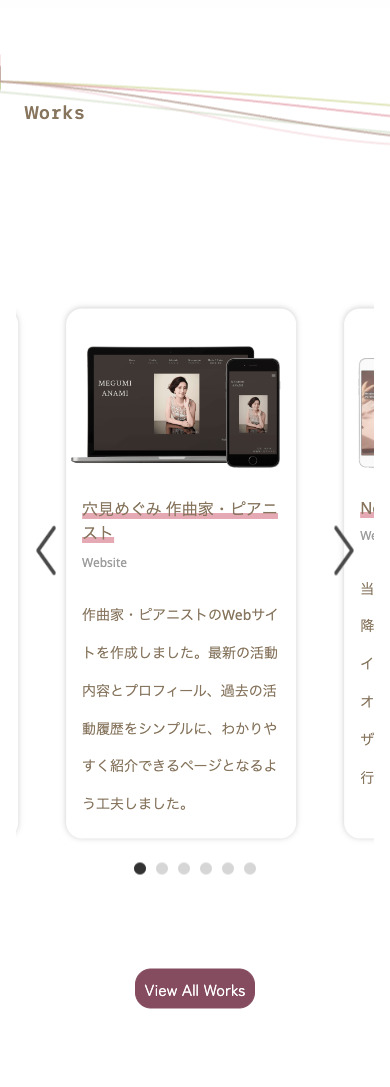 Works
MEGUMI
ANAMI
穴見めぐみ 作曲家・ピアニ
スト
Website
作曲家・ピアニストのWebサイ
トを作成しました。最新の活動
内容とプロフィール、過去の活
動履歴をシンプルに、わかりや
すく紹介できるページとなるよ
う工夫しました。
当
降
イ
オ
ザ
行
View All Works